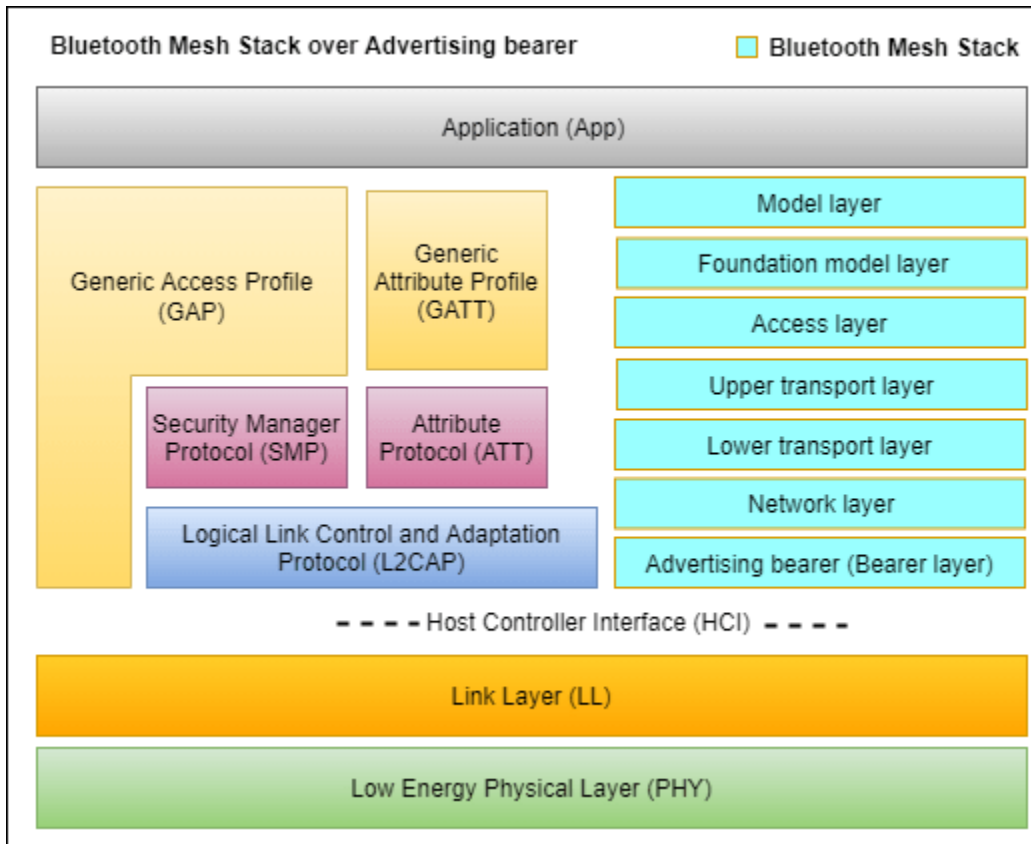 Bluetooth Mesh Stack over Advertising bearer
Bluetooth Mesh Stack
Application (App)
Generic Access Profile
(GAP)
Generic
Attribute Profile
(GATT)
Security Manager
Protocol (SMP)
Attribute
Protocol (ATT)
Logical Link Control and Adaptation
Protocol (L2CAP)
Model layer
Foundation model layer
Access layer
Upper transport layer
Lower transport layer
Network layer
Advertising bearer (Bearer layer)
Host Controller Interface (HCI)
Link Layer (LL)
Low Energy Physical Layer (PHY)